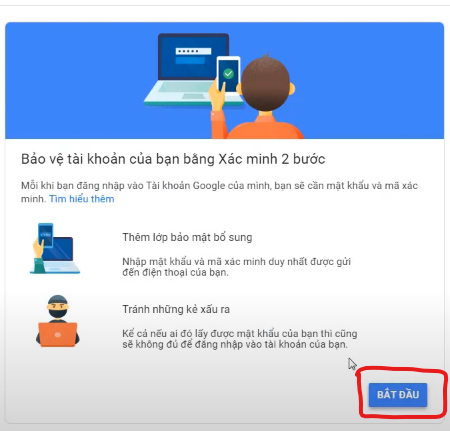 Bảo vệ tài khoản của bạn bằng Xác minh 2 bước
Mỗi khi bạn đăng nhập vào Tài khoản Google của mình, bạn sẽ cần mật khẩu và mã xác
minh. Tìm hiểu thêm
Thêm lớp bảo mật bổ sung
Nhập mật khẩu và mã xác minh duy nhất được gửi
đến điện thoại của bạn.
Tránh những kẻ xấu ra
Kể cả nếu ai đó lấy được mật khẩu của bạn thì cũng
sẽ không đủ để đăng nhập vào tài khoản của bạn.
BẮT ĐẦU